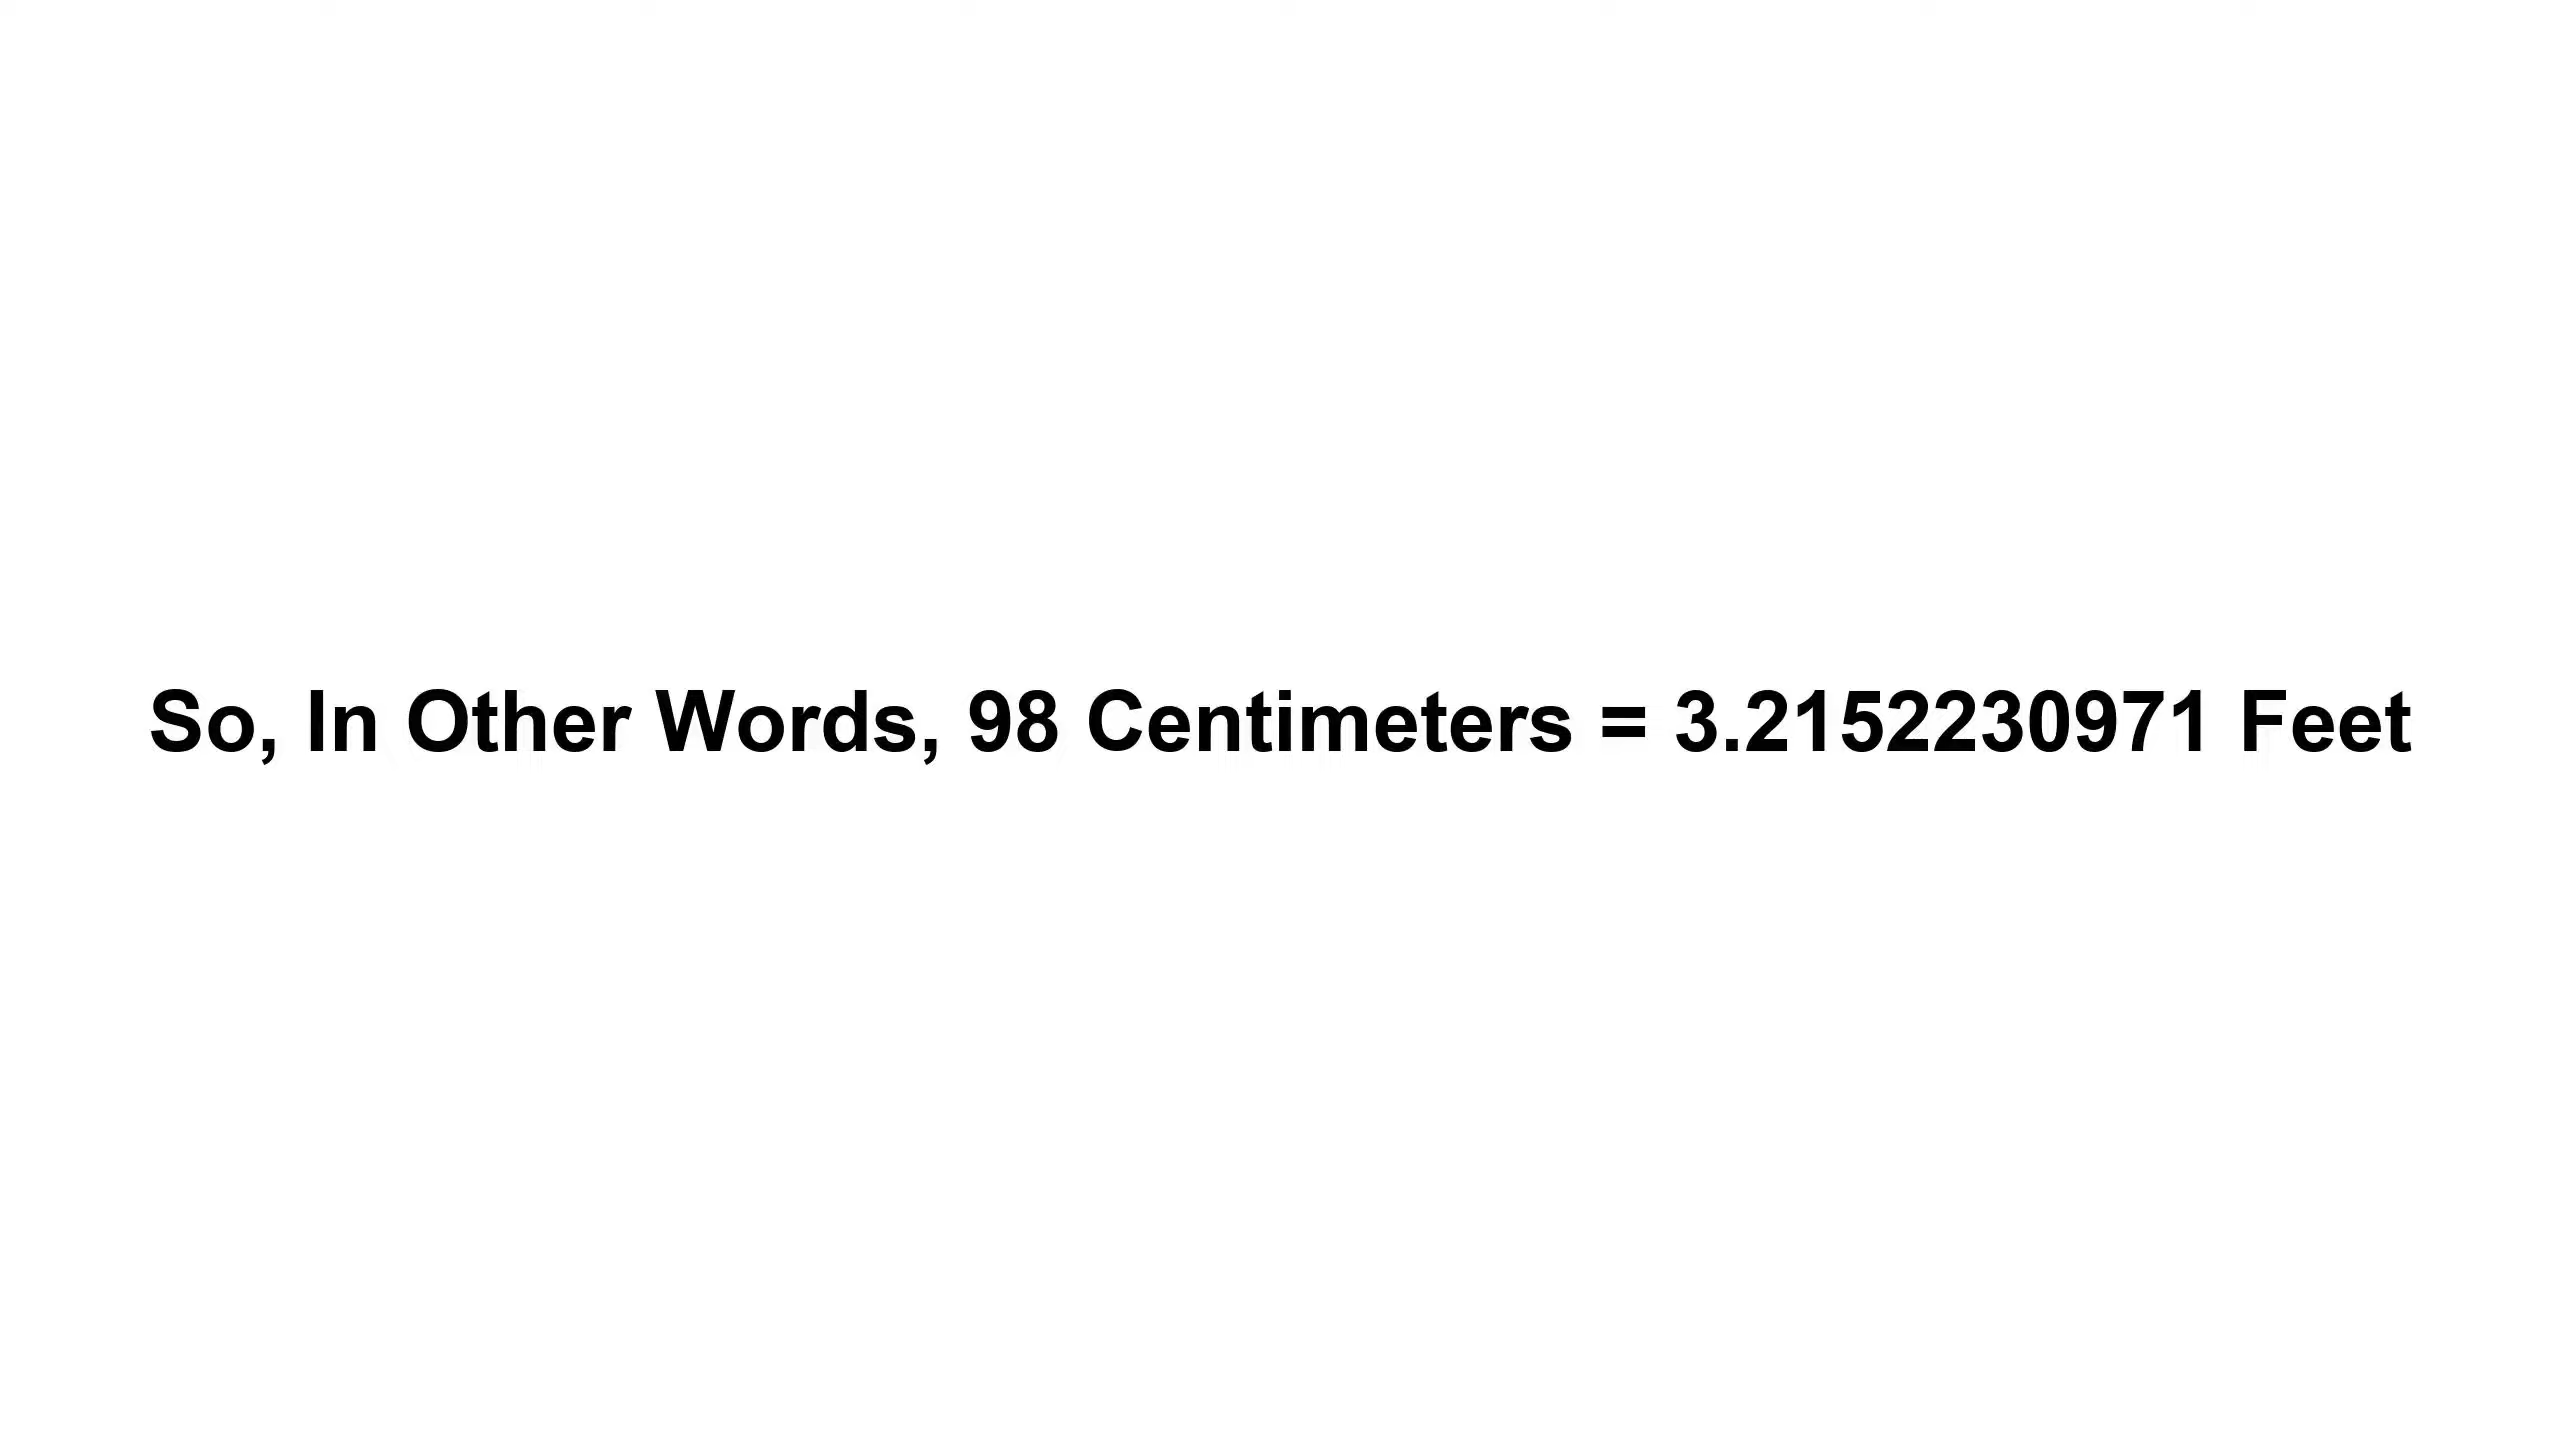 So, In Other Words, 98 Centimeters = 3.2152230971 Feet